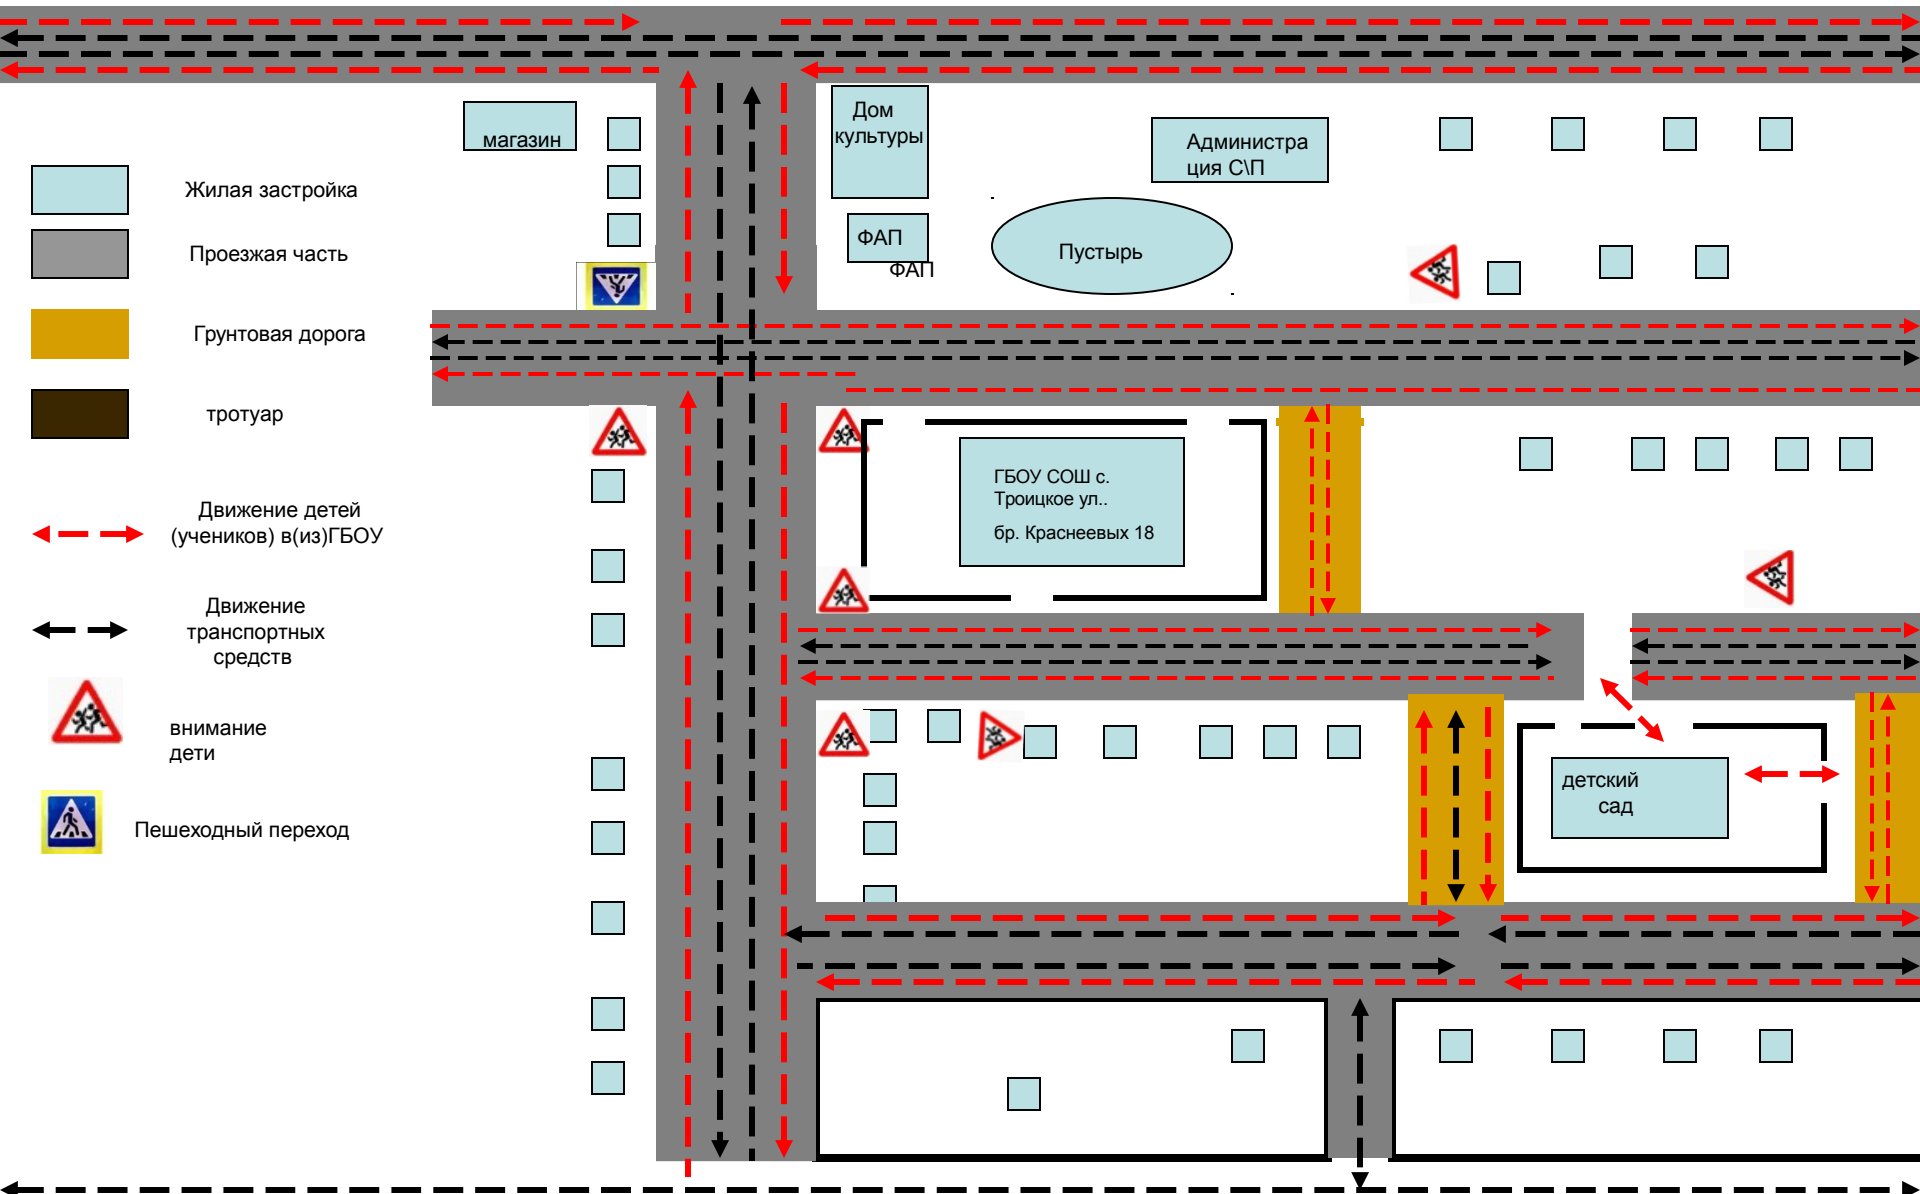 магазин
Дом
культуры
Администра
ция С\П
ФАП
ФАП
Пустырь
Жилая застройка
Проезжая часть
Грунтовая дорога
тротуар
Движение детей
(учеников) в(из)ГБОУ
Движение
транспортных
средств
внимание
дети
Пешеходный переход
ГБОУ СОШ с.
Троицкое ул..
бр. Краснеевых 18
детский
сад